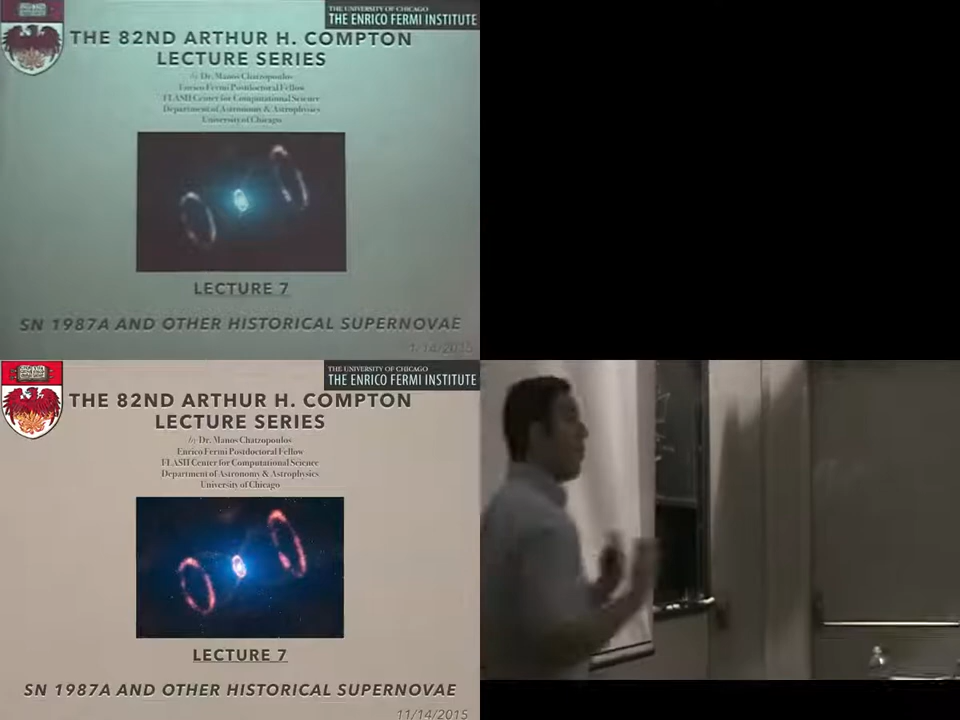 THE UNIVERSITY OF CHICAGO
THE ENRICO FERMI INSTITUTE
THE 82ND ARTHUR H. COMPTON
LECTURE SERIES
by Dr. Manos Chatzopoulos
Enrico Fermi Postdoctoral Fellow
FLASH Center for Computational Science
Department of Astronomy & Astrophysics
University of Chicago
LECTURE 7
SN 1987A AND OTHER HISTORICAL SUPERNOVAE
1/14/2015
THE UNIVERSITY OF CHICAGO
THE ENRICO FERMI INSTITUTE
THE 82ND ARTHUR H. COMPTON
LECTURE SERIES
by Dr. Manos Chatzopoulos
Enrico Fermi Postdoctoral Fellow
FLASH Center for Computational Science
Department of Astronomy & Astrophysics
University of Chicago
LECTURE 7
SN 1987A AND OTHER HISTORICAL SUPERNOVAE
11/14/2015